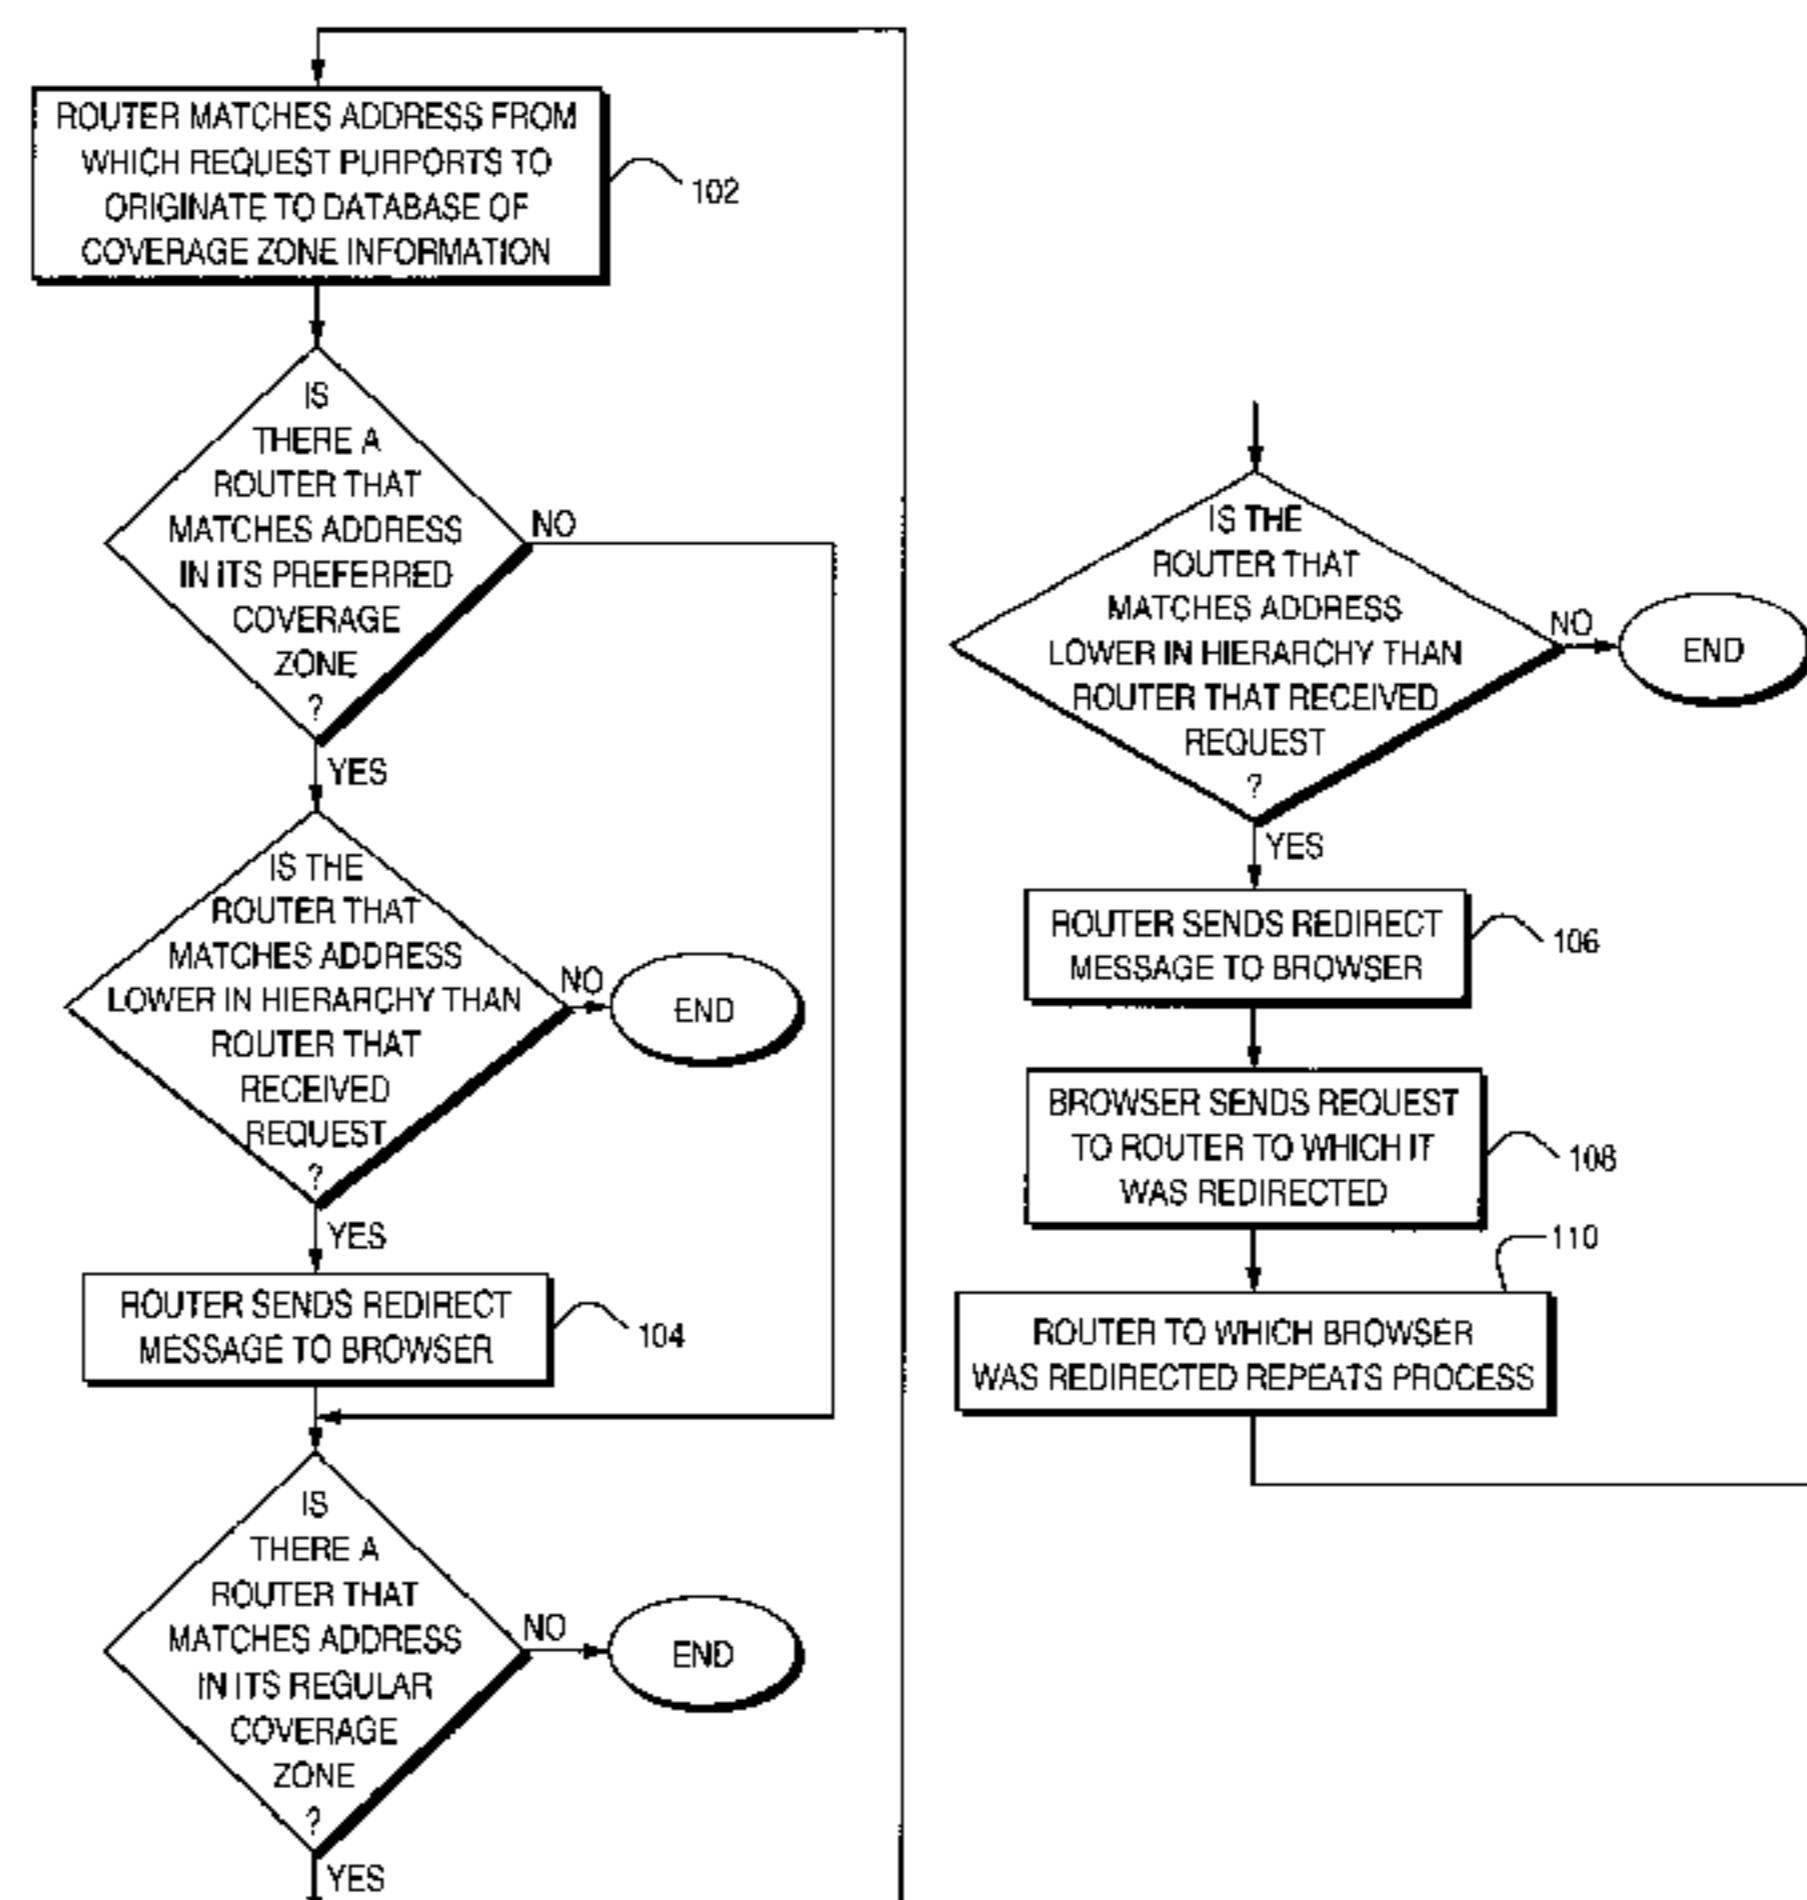 ROUTER MATCHES ADDRESS FROM
WHICH REQUEST PURPORTS TO
ORIGINATE TO DATABASE OF
COVERAGE ZONE INFORMATION
102
IS
THERE A
ROUTER THAT
MATCHES ADDRESS
IN ITS PREFERRED
COVERAGE
ZONE
?
NO
YES
IS THE
ROUTER THAT
MATCHES ADDRESS
LOWER IN HIERARCHY THAN
ROUTER THAT
RECEIVED
REQUEST
?
NO
END
YES
ROUTER SENDS REDIRECT
MESSAGE TO BROWSER
104
IS
THERE A
ROUTER THAT
MATCHES ADDRESS
IN ITS REGULAR
COVERAGE
ZONE
?
NO
END
YES
IS THE
ROUTER THAT
MATCHES ADDRESS
LOWER IN HIERARCHY THAN
ROUTER THAT RECEIVED
REQUEST
?
NO
END
YES
ROUTER SENDS REDIRECT
MESSAGE TO BROWSER
106
BROWSER SENDS REQUEST
TO ROUTER TO WHICH IT
WAS REDIRECTED
108
110
ROUTER TO WHICH BROWSER
WAS REDIRECTED REPEATS PROCESS